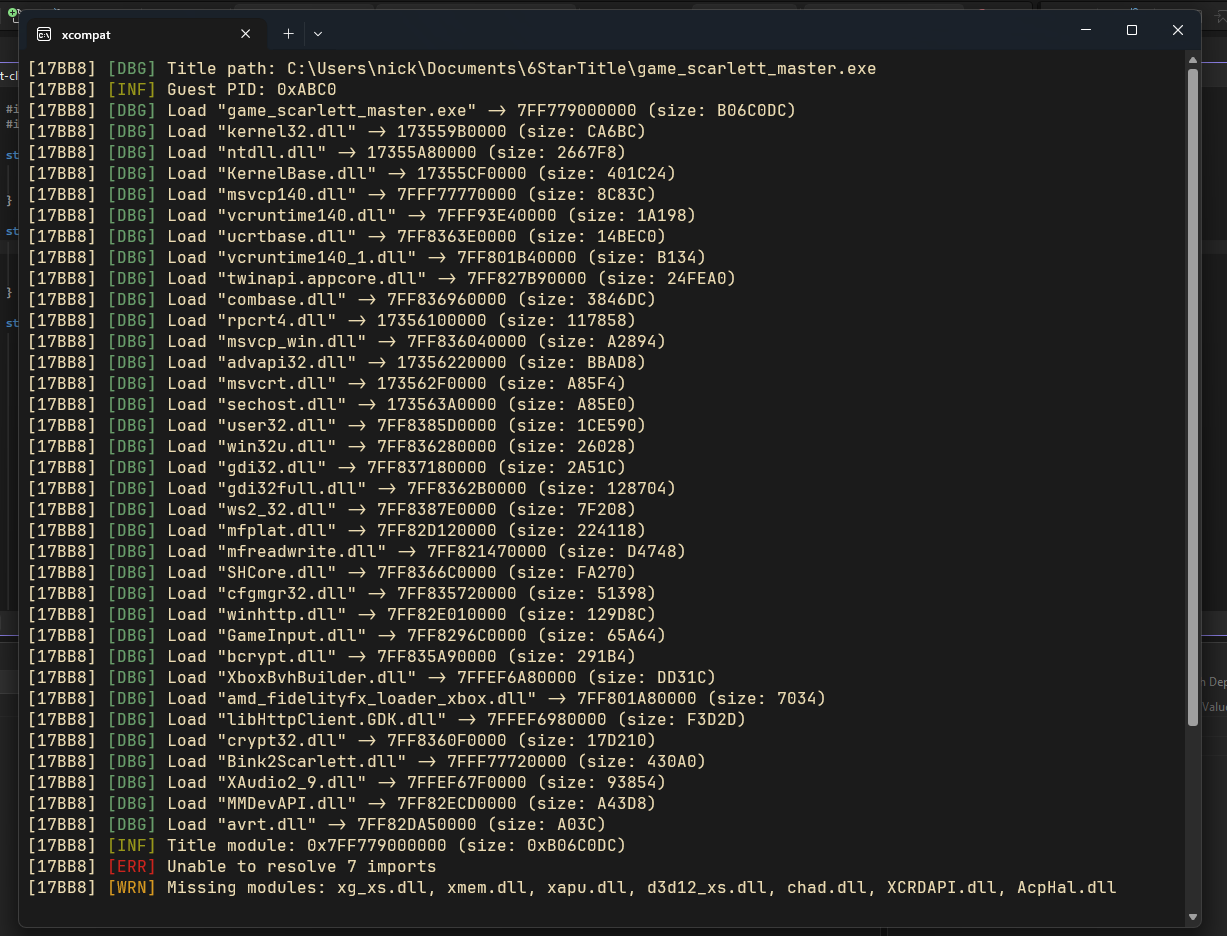 xcompat
[17BB8] [DBG] Title path: C:\Users\nick\Documents\6StarTitle\game_scarlett_master.exe
[17BB8] [INF] Guest PID: 0xABC0
[17BB8] [DBG] Load "game_scarlett_master.exe" -> 7FF779000000 (size: B06C0DC)
[17BB8] [DBG] Load "kernel32.dll" -> 173559B0000 (size: CA6BC)
[17BB8] [DBG] Load "ntdll.dll" -> 17355A80000 (size: 2667F8)
[17BB8] [DBG] Load "KernelBase.dll" -> 17355CF0000 (size: 401C24)
[17BB8] [DBG] Load "msvcp140.dll" -> 7FFF77770000 (size: 8C83C)
[17BB8] [DBG] Load "vcruntime140.dll" -> 7FFF93E40000 (size: 1A198)
[17BB8] [DBG] Load "ucrtbase.dll" -> 7FF8363E0000 (size: 14BEC0)
[17BB8] [DBG] Load "vcruntime140_1.dll" -> 7FF801B40000 (size: B134)
[17BB8] [DBG] Load "twinapi.appcore.dll" -> 7FF827B90000 (size: 24FEA0)
[17BB8] [DBG] Load "combase.dll" -> 7FF836960000 (size: 3846DC)
[17BB8] [DBG] Load "rpcrt4.dll" -> 17356100000 (size: 117858)
[17BB8] [DBG] Load "msvcp_win.dll" -> 7FF836040000 (size: A2894)
[17BB8] [DBG] Load "advapi32.dll" -> 17356220000 (size: BBAD8)
[17BB8] [DBG] Load "msvcrt.dll" -> 173562F0000 (size: A85F4)
[17BB8] [DBG] Load "sechost.dll" -> 173563A0000 (size: A85E0)
[17BB8] [DBG] Load "user32.dll" -> 7FF8385D0000 (size: 1CE590)
[17BB8] [DBG] Load "win32u.dll" -> 7FF836280000 (size: 26028)
[17BB8] [DBG] Load "gdi32.dll" -> 7FF837180000 (size: 2A51C)
[17BB8] [DBG] Load "gdi32full.dll" -> 7FF8362B0000 (size: 128704)
[17BB8] [DBG] Load "ws2_32.dll" -> 7FF8387E0000 (size: 7F208)
[17BB8] [DBG] Load "mfplat.dll" -> 7FF82D120000 (size: 224118)
[17BB8] [DBG] Load "mfreadwrite.dll" -> 7FF821470000 (size: D4748)
[17BB8] [DBG] Load "SHCore.dll" -> 7FF8366C0000 (size: FA270)
[17BB8] [DBG] Load "cfgmgr32.dll" -> 7FF835720000 (size: 51398)
[17BB8] [DBG] Load "winhttp.dll" -> 7FF82E010000 (size: 129D8C)
[17BB8] [DBG] Load "GameInput.dll" -> 7FF8296C0000 (size: 65A64)
[17BB8] [DBG] Load "bcrypt.dll" -> 7FF835A90000 (size: 291B4)
[17BB8] [DBG] Load "XboxBvhBuilder.dll" -> 7FFEF6A80000 (size: DD31C)
[17BB8] [DBG] Load "amd_fidelityfx_loader_xbox.dll" -> 7FF801A80000 (size: 7034)
[17BB8] [DBG] Load "libHttpClient.GDK.dll" -> 7FFEF6980000 (size: F3D2D)
[17BB8] [DBG] Load "crypt32.dll" -> 7FF8360F0000 (size: 17D210)
[17BB8] [DBG] Load "Bink2Scarlett.dll" -> 7FFF77720000 (size: 430A0)
[17BB8] [DBG] Load "XAudio2_9.dll" -> 7FFEF67F0000 (size: 93854)
[17BB8] [DBG] Load "MMDevAPI.dll" -> 7FF82ECD0000 (size: A43D8)
[17BB8] [DBG] Load "avrt.dll" -> 7FF82DA50000 (size: A03C)
[17BB8] [INF] Title module: 0x7FF779000000 (size: 0xB06C0DC)
[17BB8] [ERR] Unable to resolve 7 imports
[17BB8] [WRN] Missing modules: xg_xs.dll, xmem.dll, xapu.dll, d3d12_xs.dll, chad.dll, XCRDAPI.dll, AcpHal.dll